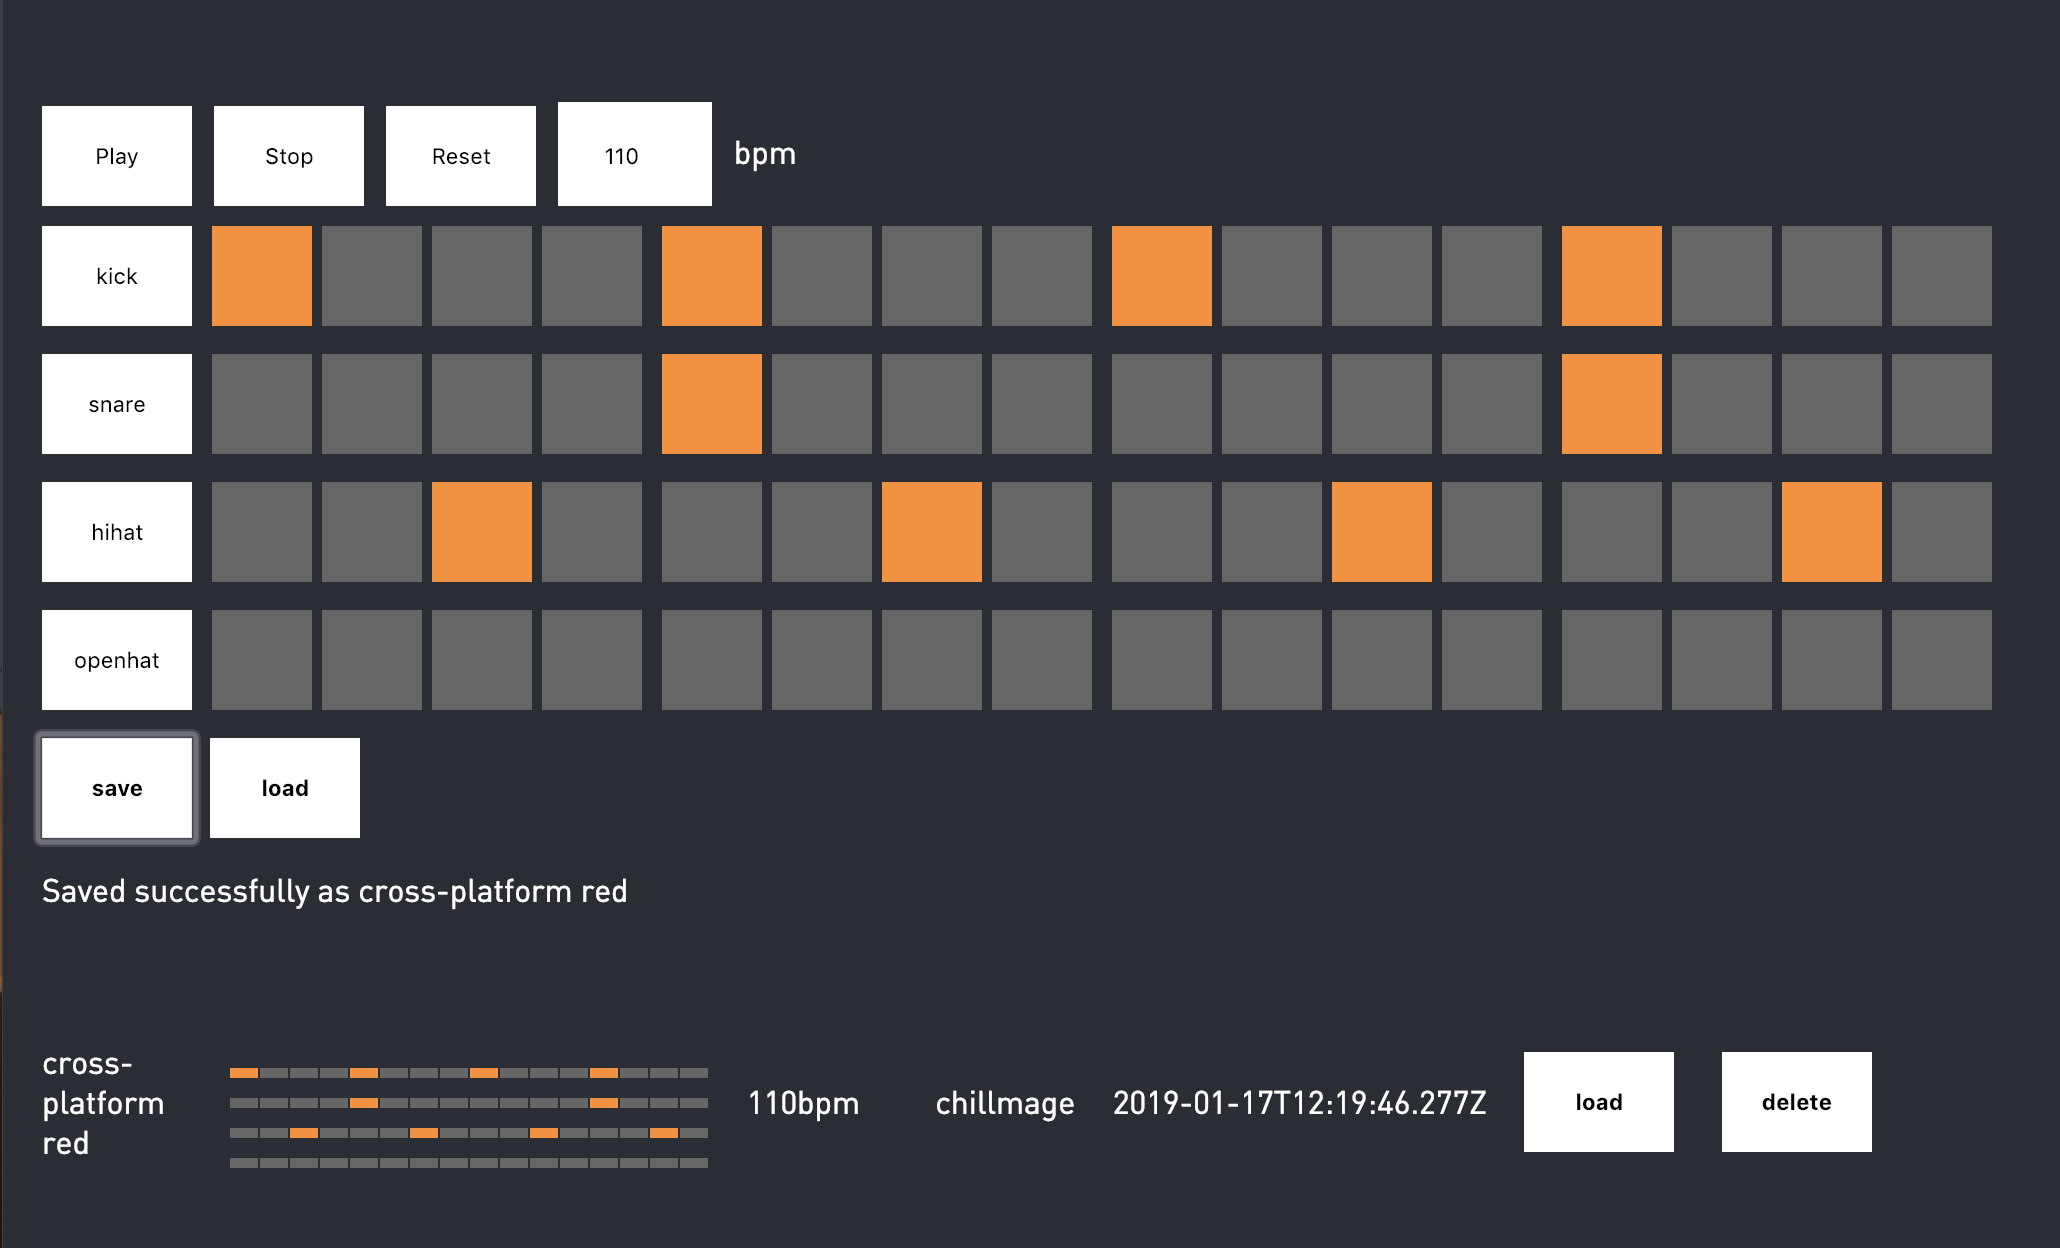 Play Stop Reset 110 bpm
kick
snare
hihat
openhat
save load
Saved successfully as cross-platform red
cross-
platform
red
110bpm chillmage 2019-01-17T12:19:46.277Z load delete